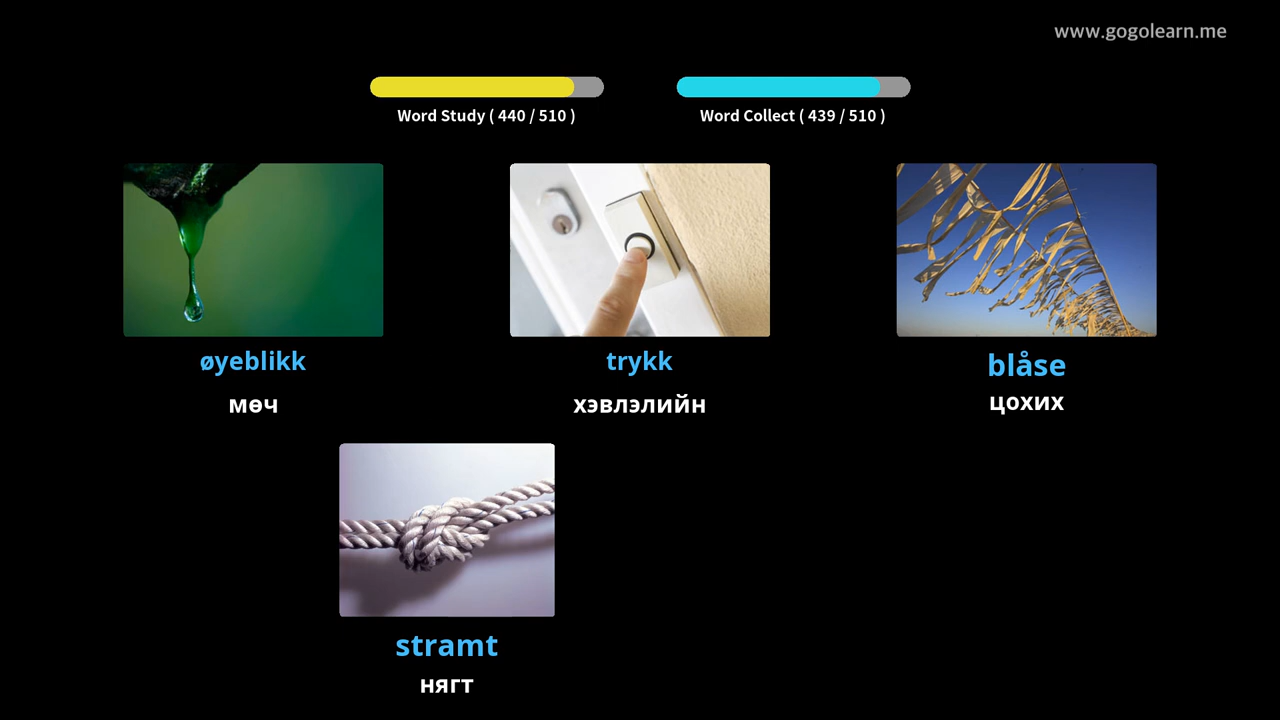 www.gogolearn.me
Word Study ( 440 / 510 )
Word Collect ( 439 / 510 )
øyeblikk
trykk
blåse
мөч
хэвлэлийн
цохих
stramt
нягт